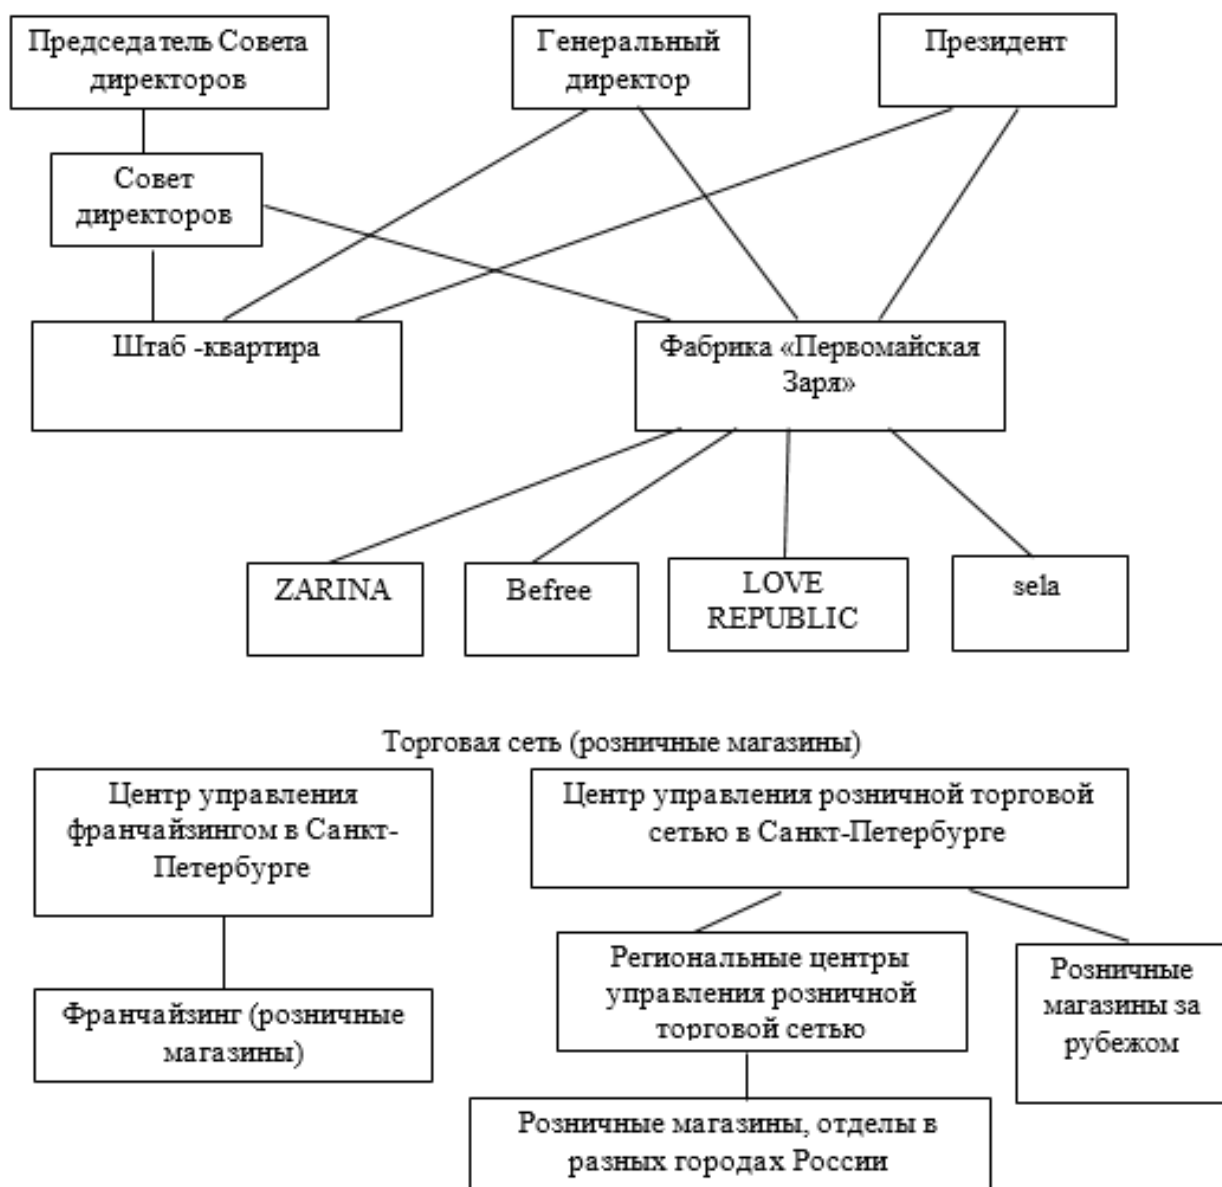 Председатель Совета
директоров
Генеральный
директор
Президент
Совет
директоров
Штаб -квартира
Фабрика «Первомайская
Заря»
ZARINA
Befree
LOVE
REPUBLIC
sela
Торговая сеть (розничные магазины)
Центр управления
франчайзингом в Санкт-
Петербурге
Центр управления розничной торговой
сетью в Санкт-Петербурге
Франчайзинг (розничные
магазины)
Региональные центры
управления розничной
торговой сетью
Розничные
магазины за
рубежом
Розничные магазины, отделы в
разных городах России